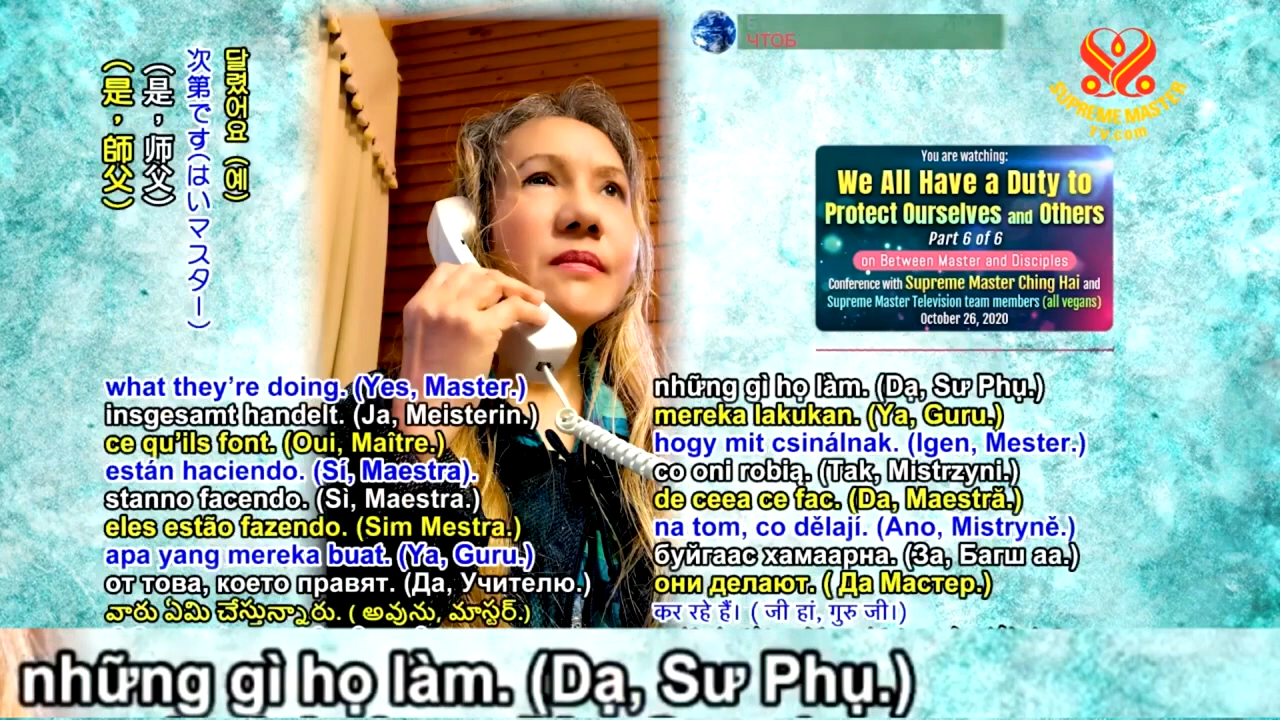 달렸어요 (예)
次第です(はいマスター)
(是，师父)
(是，師父)
ЧТОБ
SUPREME MASTER
TV.com
You are watching:
We All Have a Duty to
Protect Ourselves and Others
Part 6 of 6
on Between Master and Disciples
Conference with Supreme Master Ching Hai and
Supreme Master Television team members (all vegans)
October 26, 2020
what they’re doing. (Yes, Master.)
insgesamt handelt. (Ja, Meisterin.)
ce qu’ils font. (Oui, Maître.)
están haciendo. (Sí, Maestra).
stanno facendo. (Sì, Maestra.)
eles estão fazendo. (Sim Mestra.)
apa yang mereka buat. (Ya, Guru.)
от това, което правят. (Да, Учителю.)
వారు ఏమి చేస్తున్నారు. ( అవును, మాస్టర్.)
những gì họ làm. (Dạ, Sư Phụ.)
mereka lakukan. (Ya, Guru.)
hogy mit csinálnak. (Igen, Mester.)
co oni robią. (Tak, Mistrzyni.)
de ceea ce fac. (Da, Maestră.)
na tom, co dělají. (Ano, Mistryně.)
буйгаас хамаарна. (За, Багш аа.)
они делают. ( Да Мастер.)
कर रहे हैं। ( जी हां, गुरु जी।)
những gì họ làm. (Dạ, Sư Phụ.)